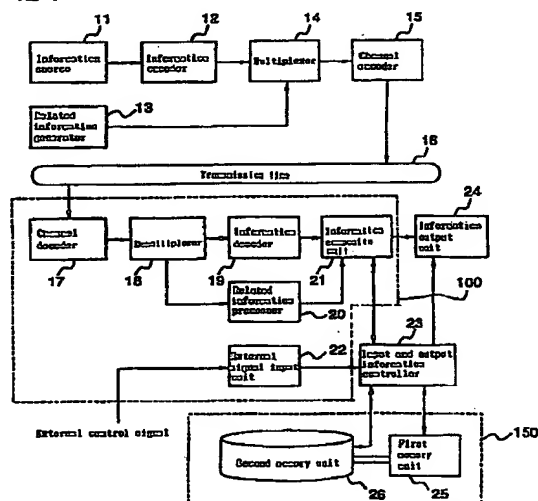 11
12
14
15
Information
source
Information
encoder
Multiplexer
Channel
encoder
13
Related
information
generator
16
Transmission line
24
Channel
decoder
Demultiplexer
Information
decoder
Information
composite
unit
Information
output
unit
17
18
19
21
100
Related
information
processor
20
23
22
External
signal input
unit
Input and output
information
controller
External control signal
150
Second memory unit
First
memory
unit
26
25